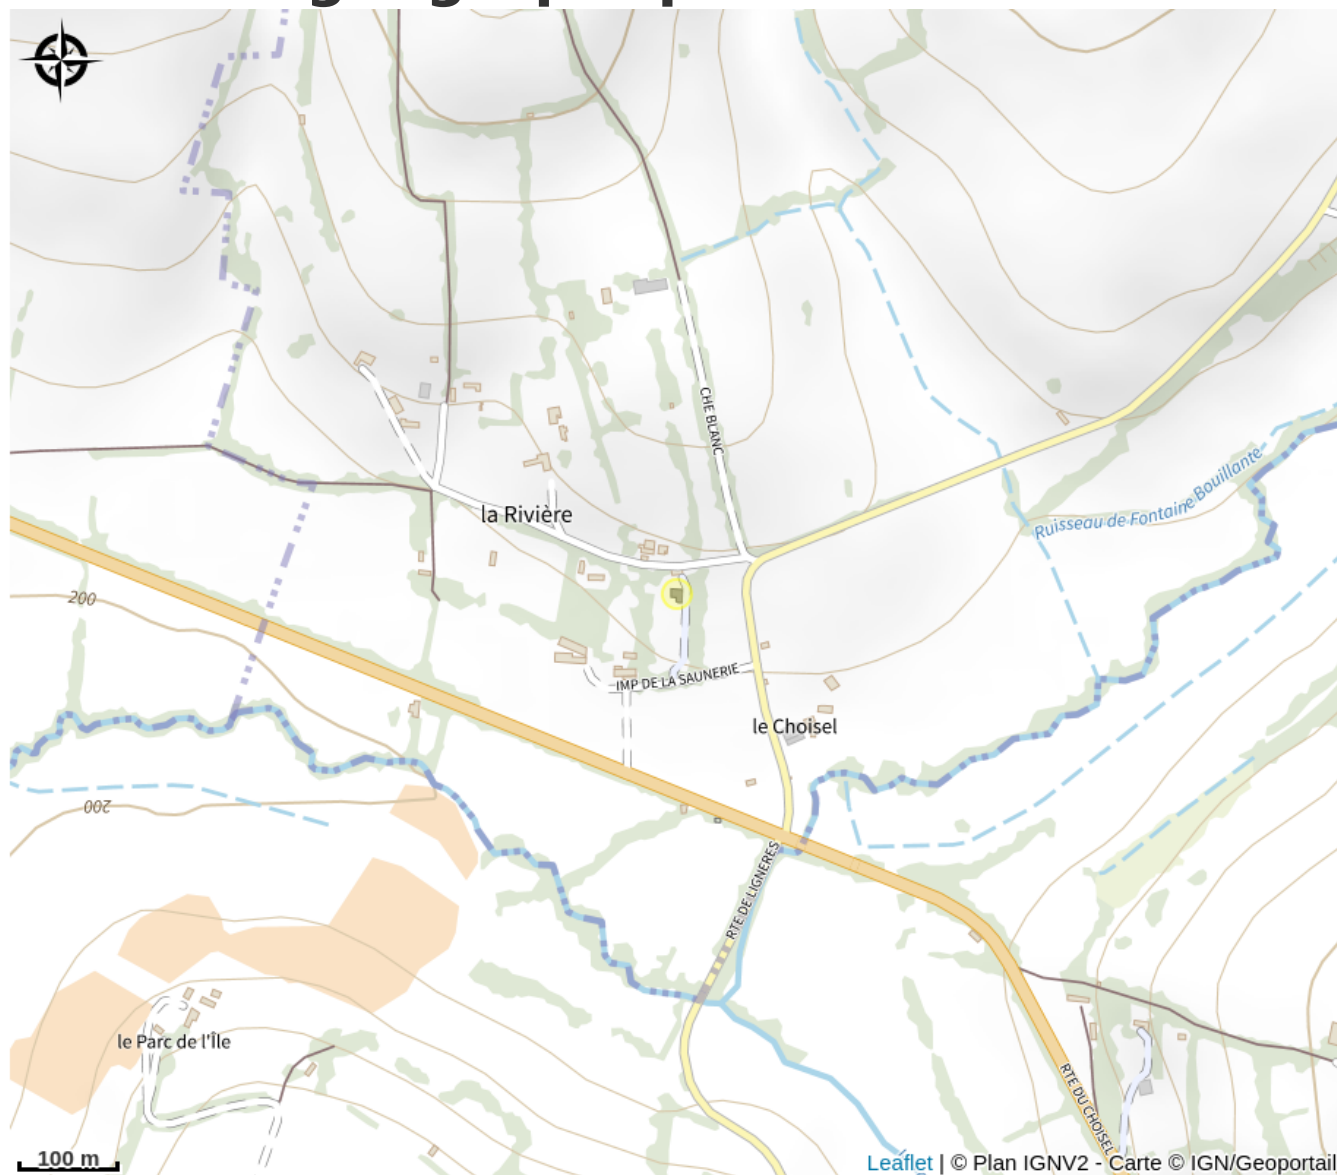 CHE BLANC
Ruisseau de Fontaine Bouillante
la Rivière
200
IMP DE LA SAUNERIE
le Choisel
200
RTE DE LIGNERES
le Parc de l'Île
RTE DU CHOISEL
100 m
Leaflet | © Plan IGNV2 - Carte © IGN/Geoportail